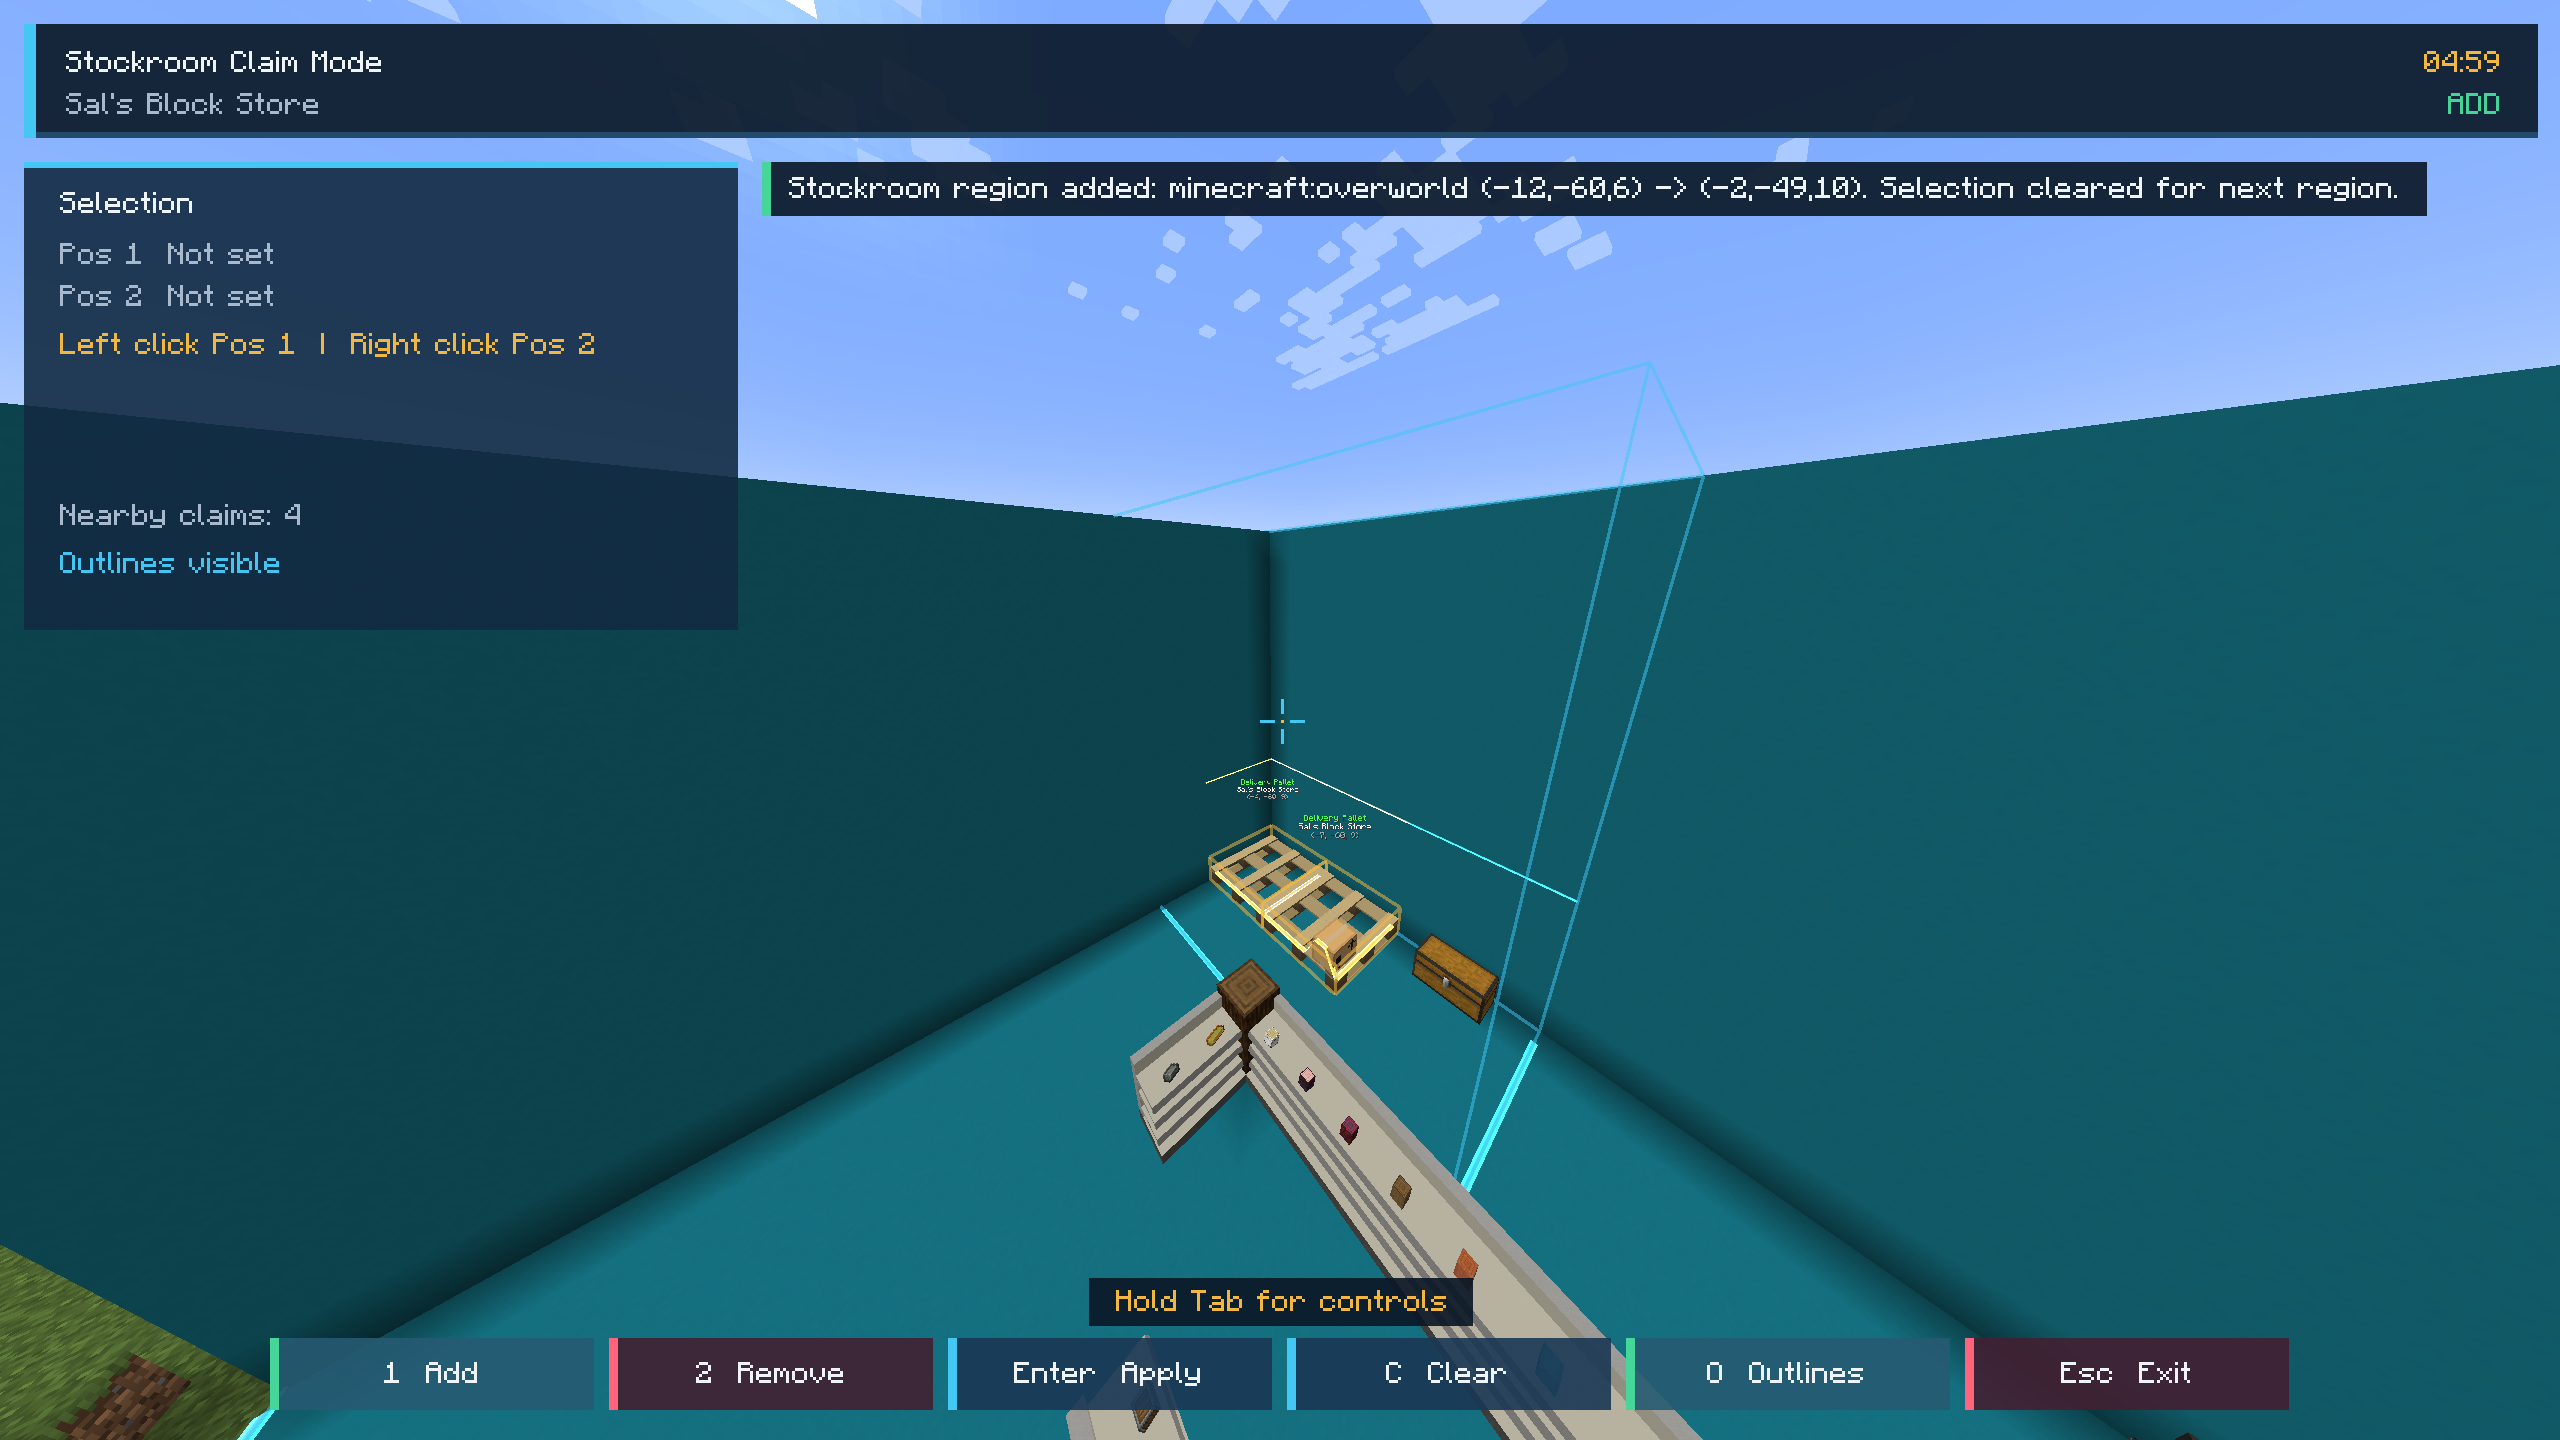 Stockroom Claim Mode
04:59
Sal's Block Store
ADD
Stockroom region added: minecraft:overworld (-12,-60,6) -> (-2,-49,10). Selection cleared for next region.
Selection
Pos 1 Not set
Pos 2 Not set
Left click Pos 1 | Right click Pos 2
Nearby claims: 4
Outlines visible
Delivery Pallet
Sal's Block Store
Delivery Pallet
Sal's Block Store
Hold Tab for controls
1 Add
2 Remove
Enter Apply
C Clear
O Outlines
Esc Exit